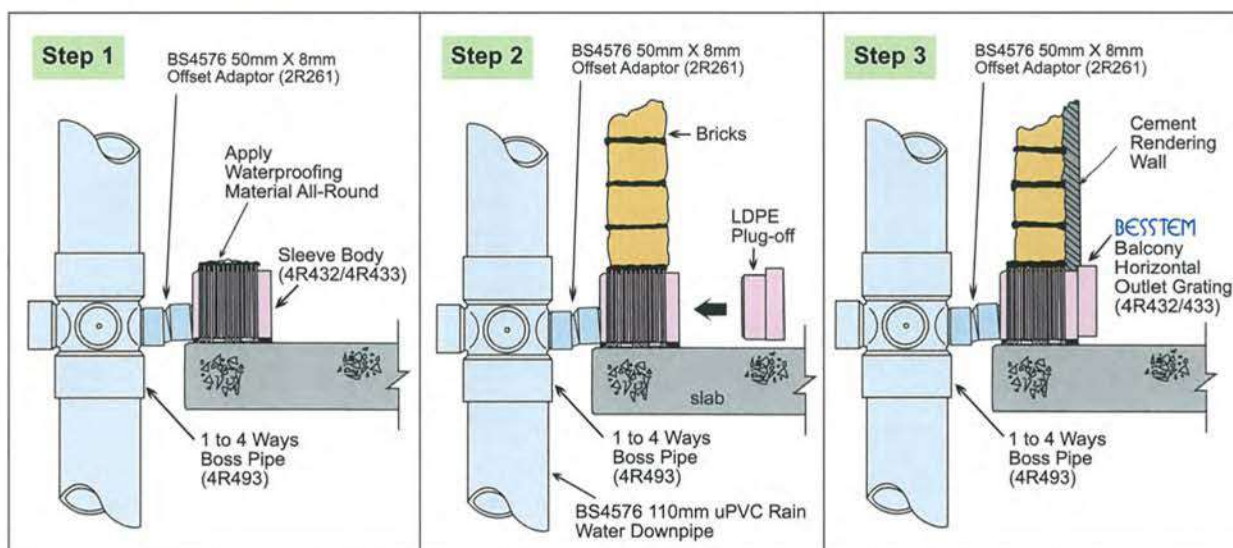 Step 1
BS4576 50mm X 8mm
Offset Adaptor (2R261)
Apply
Waterproofing
Material All-Round
Sleeve Body
(4R432/4R433)
1 to 4 Ways
Boss Pipe
(4R493)
Step 2
BS4576 50mm X 8mm
Offset Adaptor (2R261)
Bricks
LDPE
Plug-off
slab
1 to 4 Ways
Boss Pipe
(4R493)
BS4576 110mm uPVC Rain
Water Downpipe
Step 3
BS4576 50mm X 8mm
Offset Adaptor (2R261)
Cement
Rendering
Wall
BESSTEM
Balcony
Horizontal
Outlet Grating
(4R432/433)
1 to 4 Ways
Boss Pipe
(4R493)